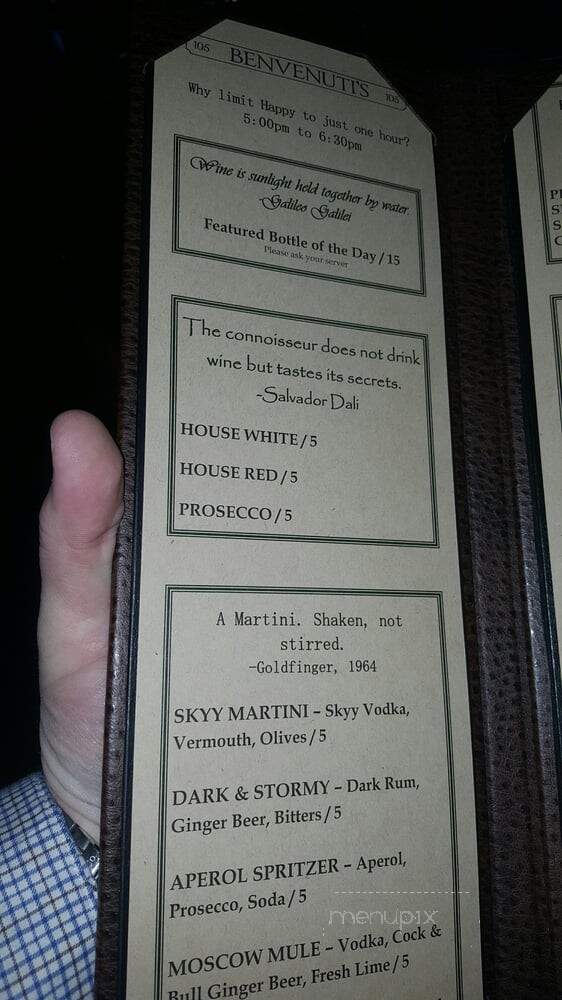 105 BENVENUTI'S 105
Why limit Happy to just one hour?
5:00pm to 6:30pm
Wine is sunlight held together by water.
-Galileo Galilei
Featured Bottle of the Day / 15
Please ask your server
The connoisseur does not drink
wine but tastes its secrets.
-Salvador Dali
HOUSE WHITE / 5
HOUSE RED / 5
PROSECCO / 5
A Martini. Shaken, not
stirred.
-Goldfinger, 1964
SKYY MARTINI – Skyy Vodka,
Vermouth, Olives / 5
DARK & STORMY – Dark Rum,
Ginger Beer, Bitters / 5
APEROL SPRITZER – Aperol,
Prosecco, Soda / 5
MOSCOW MULE – Vodka, Cock &
Bull Ginger Beer, Fresh Lime / 5
menupix